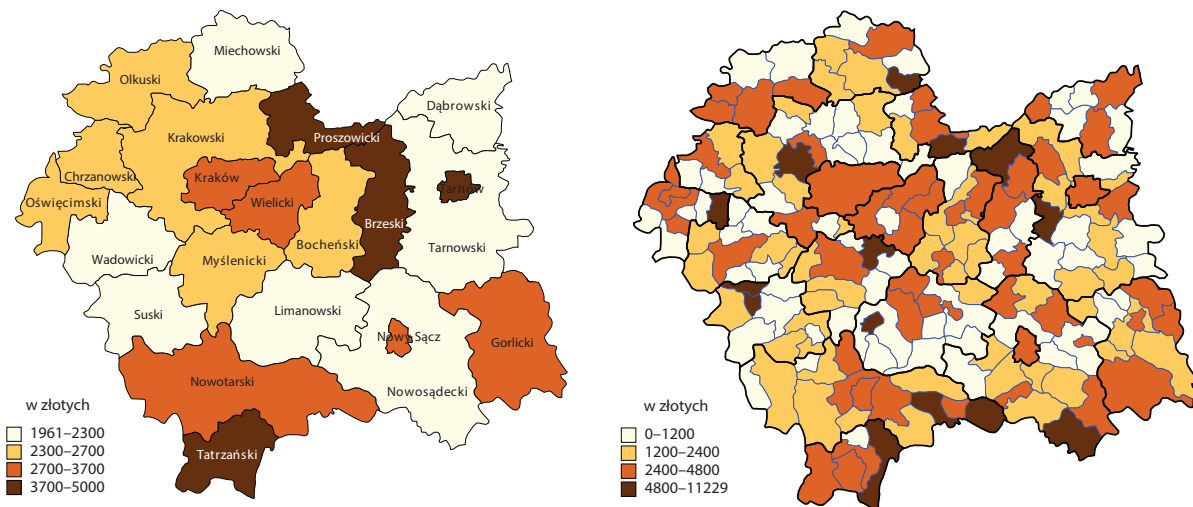 Miechowski
Olkuski
Dąbrowski
Krakowski
Proszowicki
Chrzanowski
Kraków
Tarnów
Oświęcimski
Wielicki
Brzeski
Bocheński
Tarnowski
Wadowicki
Myślenicki
Suski
Limanowski
Nowy Sącz
Gorlicki
Nowotarski
Nowosądecki
Tatrzański
w złotych
1961–2300
2300–2700
2700–3700
3700–5000
w złotych
0–1200
1200–2400
2400–4800
4800–11229